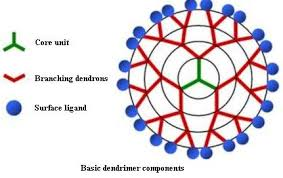 Core unit
Branching dendrons
Surface ligand
Basic dendrimer components